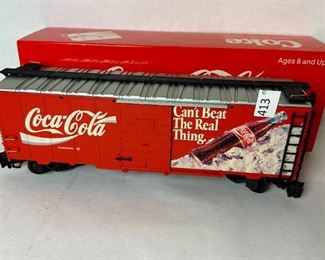 Coke
Ages 8 and Up
413
Coca-Cola
Can't Beat
The Real
Thing.